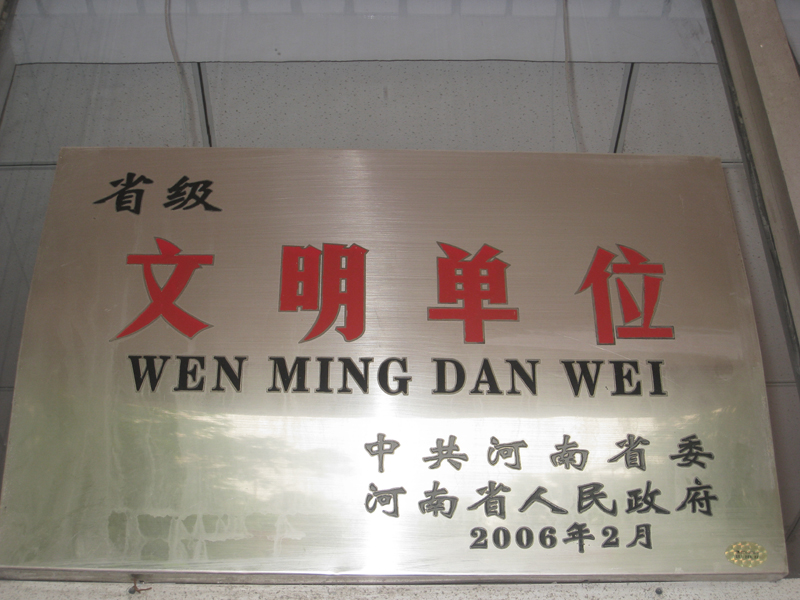 省级
文明单位
WEN MING DAN WEI
中共河南省委
河南省人民政府
2006年2月